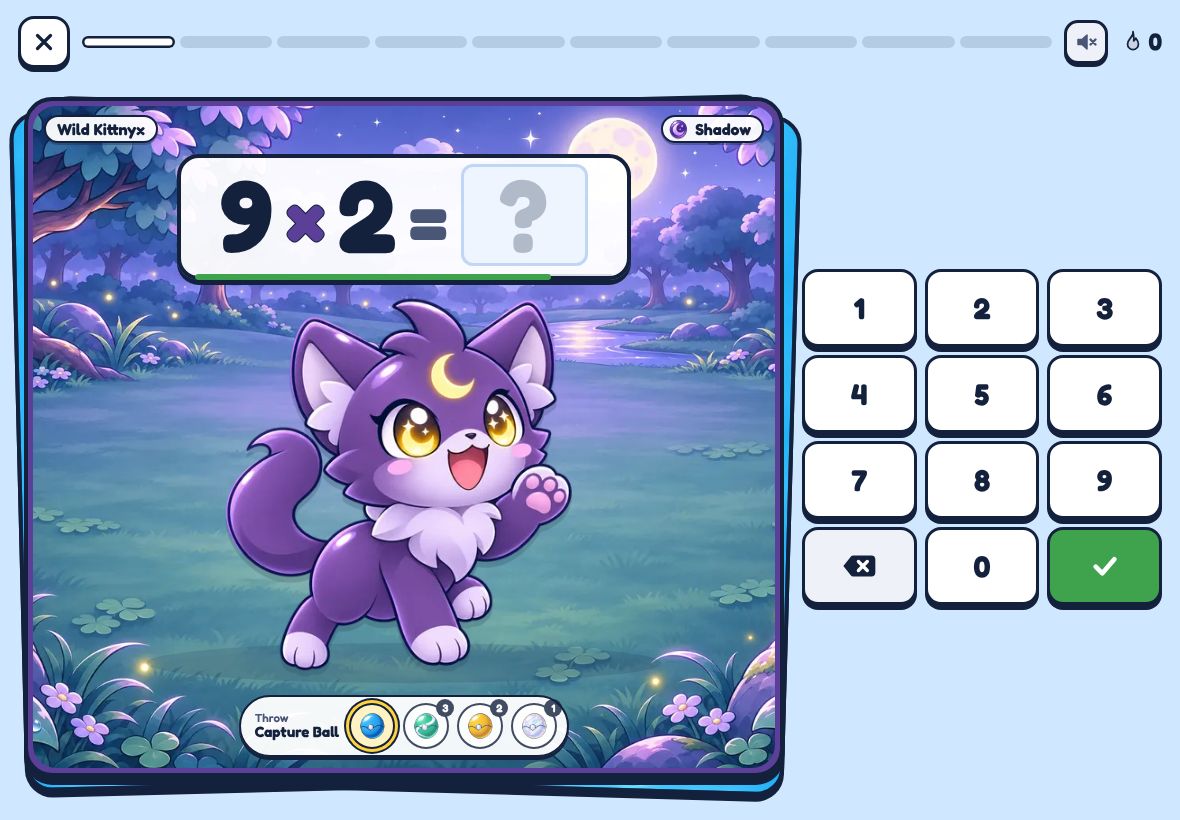 0
Wild Kittnyx
Shadow
9 × 2 = ?
1 2 3
4 5 6
7 8 9
0
Throw
Capture Ball
3 2 1